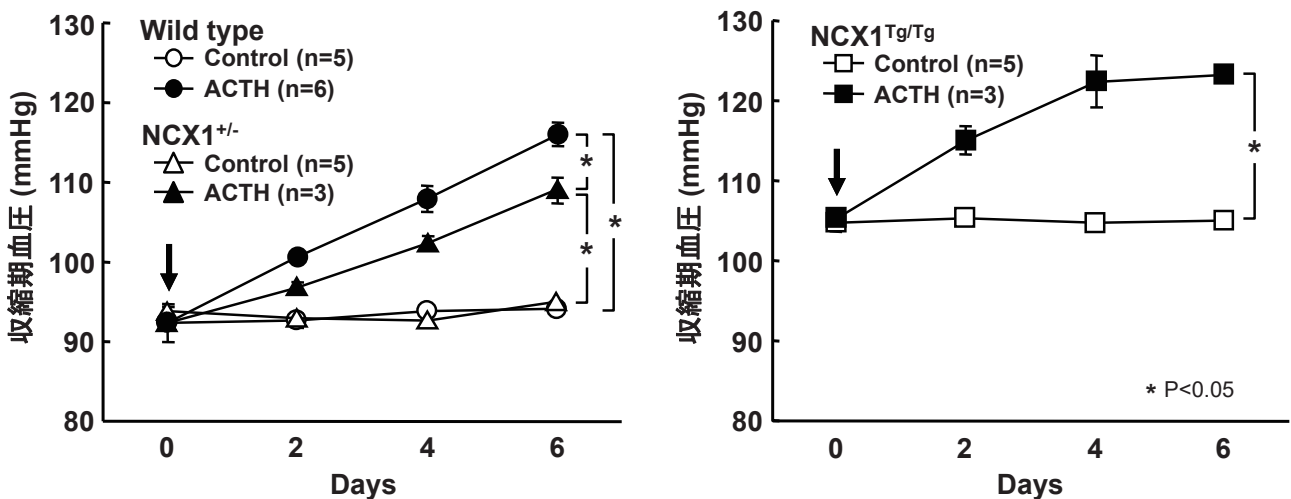 130
120
110
100
90
80
収縮期血圧 (mmHg)
Wild type
Control (n=5)
ACTH (n=6)
NCX1+/-
Control (n=5)
ACTH (n=3)
*
*
*
0 2 4 6
Days
130
120
110
100
90
80
収縮期血圧 (mmHg)
NCX1Tg/Tg
Control (n=5)
ACTH (n=3)
*
* P<0.05
0 2 4 6
Days